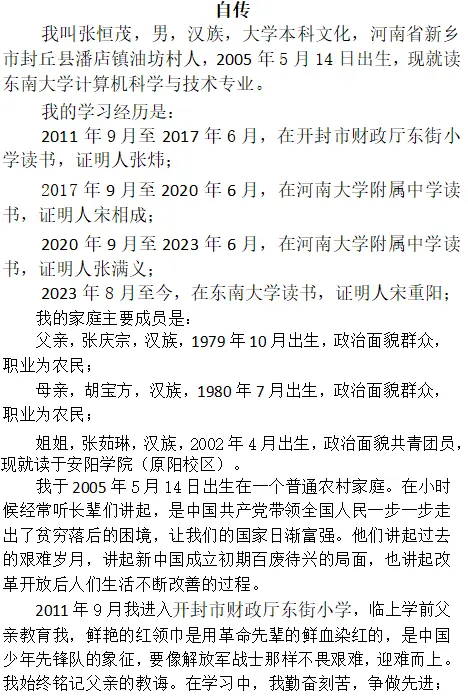 自传
我叫张恒茂，男，汉族，大学本科文化，河南省新乡
市封丘县潘店镇油坊村人，2005 年 5 月 14 日出生，现就读
东南大学计算机科学与技术专业。
我的学习经历是：
2011 年 9 月至 2017 年 6 月，在开封市财政厅东街小
学读书，证明人张炜；
2017 年 9 月至 2020 年 6 月，在河南大学附属中学读
书，证明人宋相成；
2020 年 9 月至 2023 年 6 月，在河南大学附属中学读
书，证明人张满义；
2023 年 8 月至今，在东南大学读书，证明人宋重阳；
我的家庭主要成员是：
父亲，张庆宗，汉族，1979 年 10 月出生，政治面貌群众，
职业为农民；
母亲，胡宝方，汉族，1980 年 7 月出生，政治面貌群众，
职业为农民；
姐姐，张茹琳，汉族，2002 年 4 月出生，政治面貌共青团员，
现就读于安阳学院（原阳校区）。
我于 2005 年 5 月 14 日出生在一个普通农村家庭。在小时
候经常听长辈们讲起，是中国共产党带领全国人民一步一步走
出了贫穷落后的困境，让我们的国家日渐富强。他们讲起过去
的艰难岁月，讲起新中国成立初期百废待兴的局面，也讲起改
革开放后人们生活不断改善的过程。
2011 年 9 月我进入开封市财政厅东街小学，临上学前父
亲教育我，鲜艳的红领巾是用革命先辈的鲜血染红的，是中国
少年先锋队的象征，要像解放军战士那样不畏艰难，迎难而上。
我始终铭记父亲的教诲。在学习中，我勤奋刻苦，争做先进；